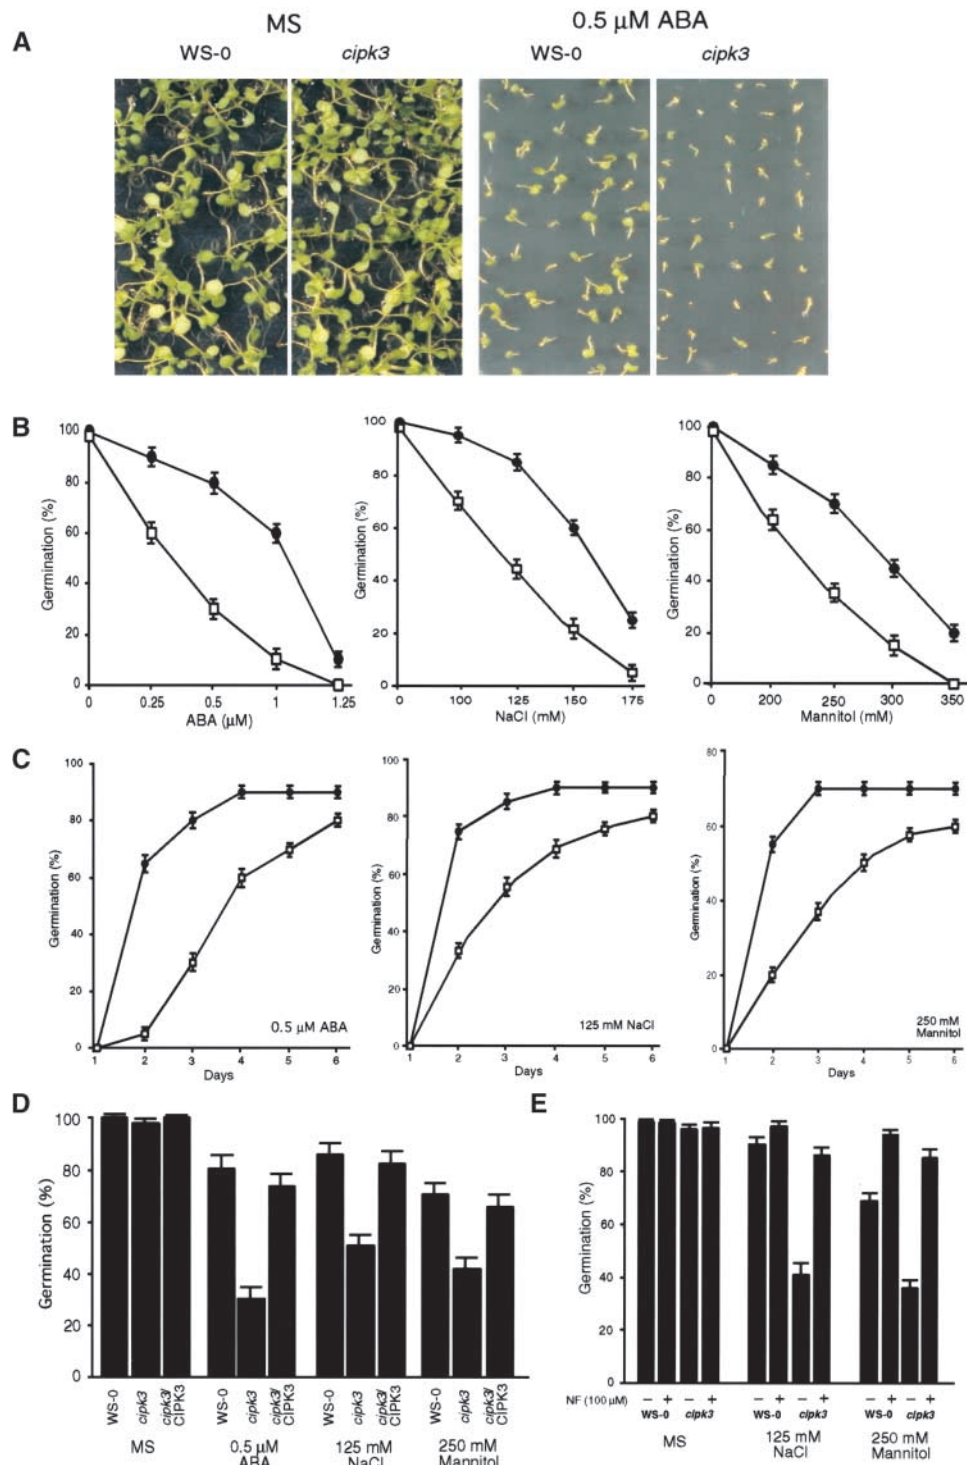 A
MS
0.5 µM ABA
WS-0
cipk3
WS-0
cipk3
B
Germination (%)
100
80
60
40
20
0
0
0.25
0.5
1
1.25
ABA (µM)
Germination (%)
100
80
60
40
20
0
0
100
125
150
175
NaCl (mM)
Germination (%)
100
80
60
40
20
0
0
200
250
300
350
Mannitol (mM)
C
Germination (%)
100
80
60
40
20
0
1
2
3
4
5
6
0.5 µM ABA
Days
Germination (%)
100
80
60
40
20
0
1
2
3
4
5
6
125 mM NaCl
Days
Germination (%)
80
60
40
20
0
1
2
3
4
5
6
250 mM
Mannitol
Days
D
Germination (%)
100
80
60
40
20
0
WS-0
cipk3
cipk3/
CIPK3
WS-0
cipk3
cipk3/
CIPK3
WS-0
cipk3
cipk3/
CIPK3
WS-0
cipk3
cipk3/
CIPK3
MS
0.5 µM
ABA
125 mM
NaCl
250 mM
Mannitol
E
Germination (%)
100
80
60
40
20
0
NF (100 µM)
– + – +
– + – +
– + – +
WS-0 cipk3
WS-0 cipk3
WS-0 cipk3
MS
125 mM
NaCl
250 mM
Mannitol